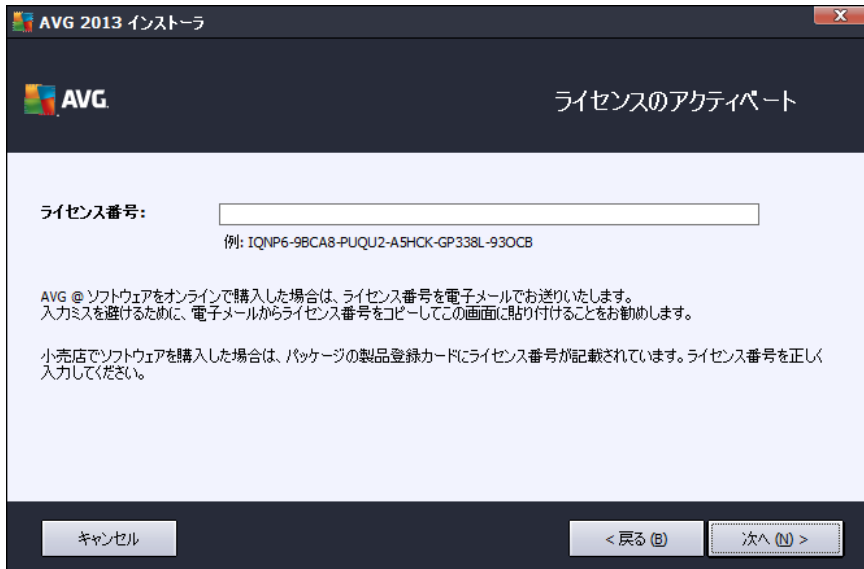 AVG 2013 インストーラ
AVG.
ライセンスのアクティベート
ライセンス番号:
例: IQNP6-9BCA8-PUQU2-A5HCK-GP338L-93OCB
AVG @ ソフトウェアをオンラインで購入した場合は、ライセンス番号を電子メールでお送りいたします。
入力ミスを避けるために、電子メールからライセンス番号をコピーしてこの画面に貼り付けることをお勧めします。
小売店でソフトウェアを購入した場合は、パッケージの製品登録カードにライセンス番号が記載されています。ライセンス番号を正しく
入力してください。
キャンセル
< 戻る (B)
次へ (N) >